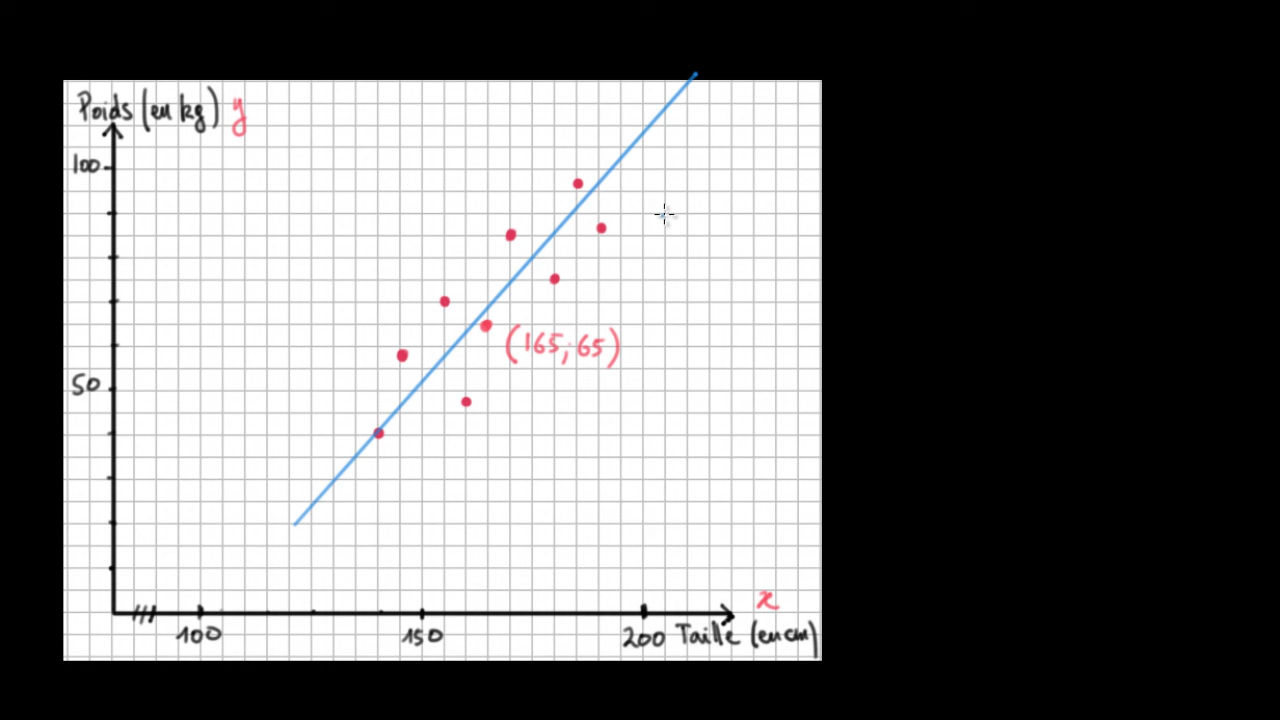 Poids (en kg) y
100
50
(165; 65)
x
100 150 200 Taille (en cm)